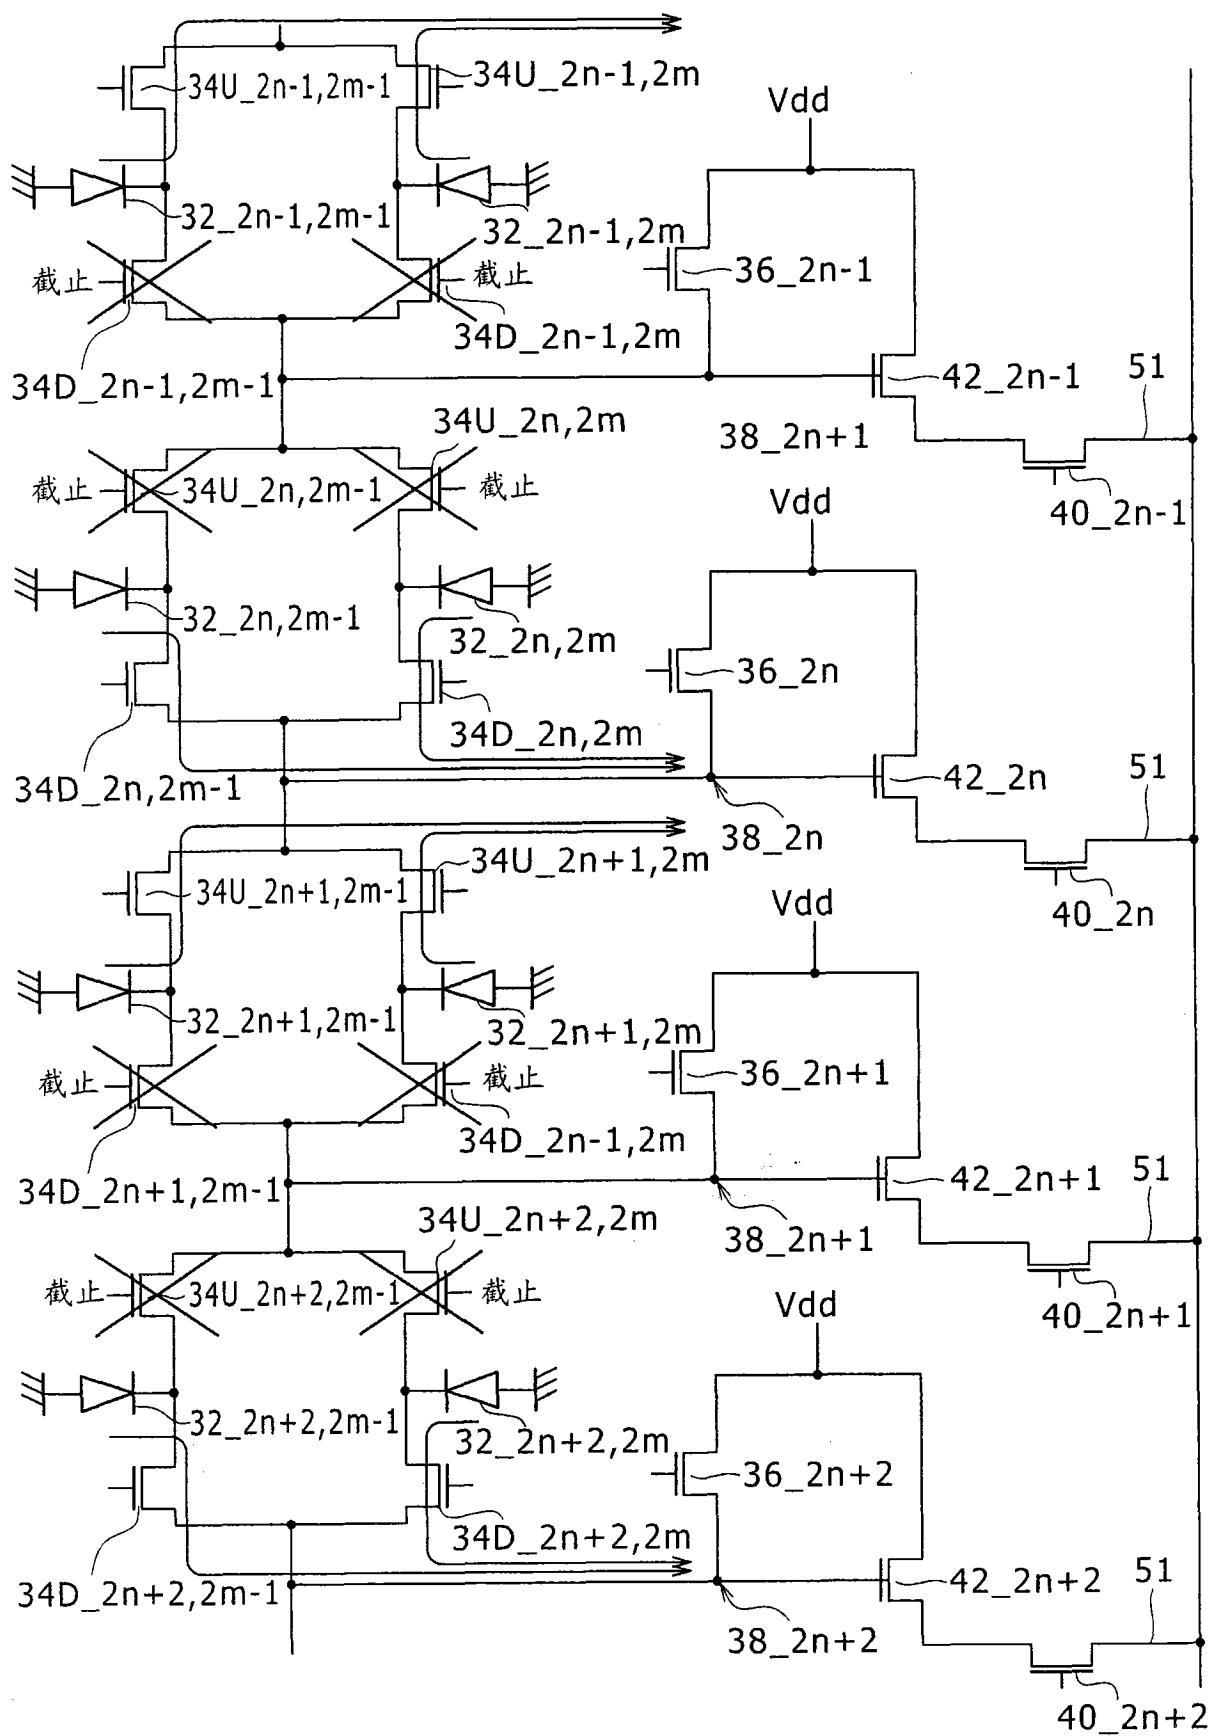 34U_2n-1,2m-1
34U_2n-1,2m
Vdd
32_2n-1,2m-1
32_2n-1,2m
截止
截止
36_2n-1
34D_2n-1,2m
34D_2n-1,2m-1
42_2n-1
51
34U_2n,2m
38_2n+1
截止
34U_2n,2m-1
截止
Vdd
40_2n-1
32_2n,2m-1
32_2n,2m
36_2n
34D_2n,2m
34D_2n,2m-1
42_2n
51
38_2n
34U_2n+1,2m
34U_2n+1,2m-1
Vdd
40_2n
32_2n+1,2m-1
32_2n+1,2m
截止
截止
36_2n+1
34D_2n-1,2m
34D_2n+1,2m-1
42_2n+1
51
34U_2n+2,2m
38_2n+1
截止
34U_2n+2,2m-1
截止
Vdd
40_2n+1
32_2n+2,2m-1
32_2n+2,2m
36_2n+2
34D_2n+2,2m
34D_2n+2,2m-1
42_2n+2
51
38_2n+2
40_2n+2